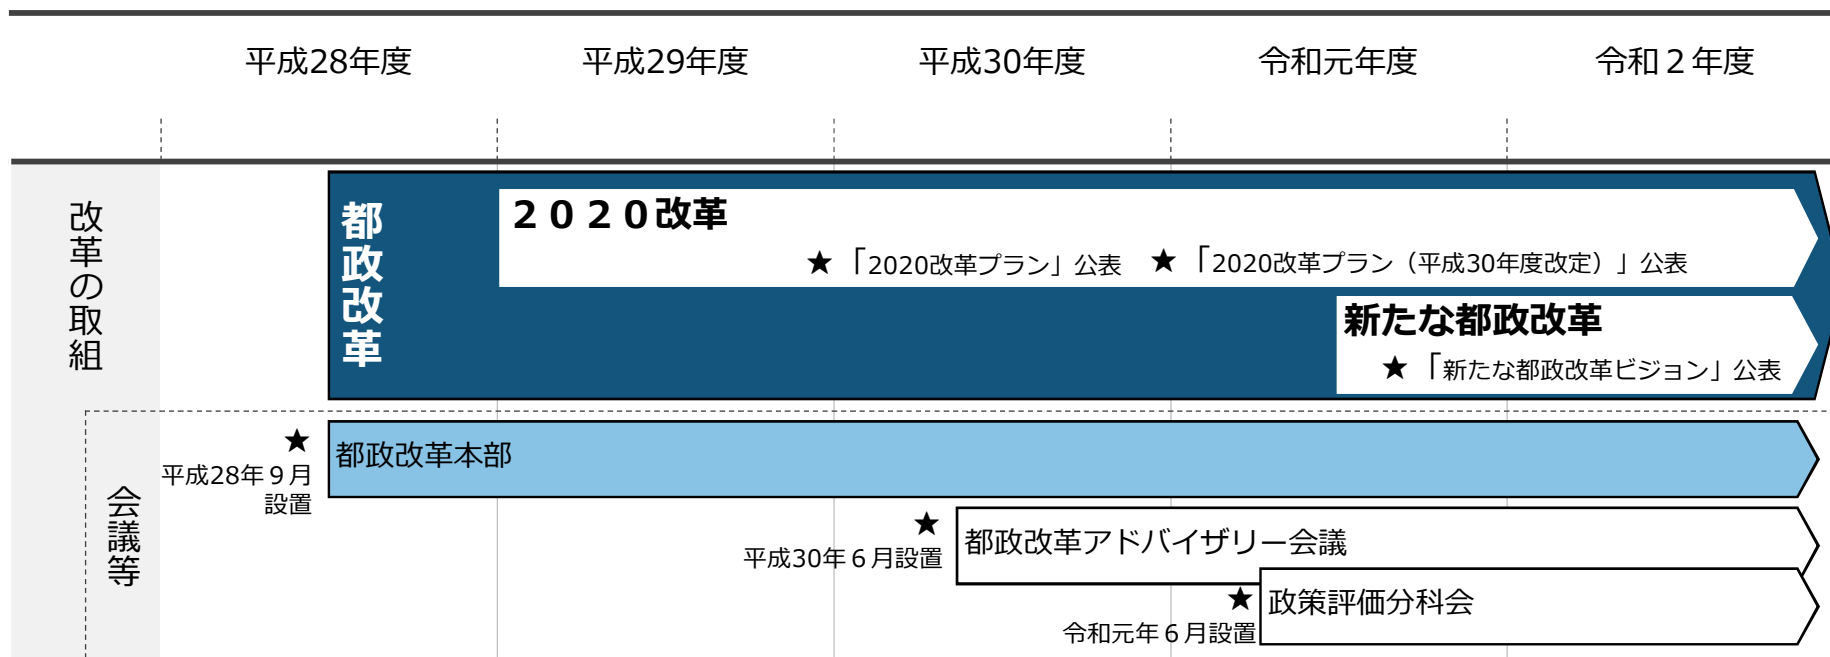 平成28年度
平成29年度
平成30年度
令和元年度
令和２年度
改革の取組
都政改革
２０２０改革
★「2020改革プラン」公表
★「2020改革プラン（平成30年度改定）」公表
新たな都政改革
★「新たな都政改革ビジョン」公表
会議等
★
平成28年９月
設置
都政改革本部
★
平成30年６月設置
都政改革アドバイザリー会議
★
令和元年６月設置
政策評価分科会